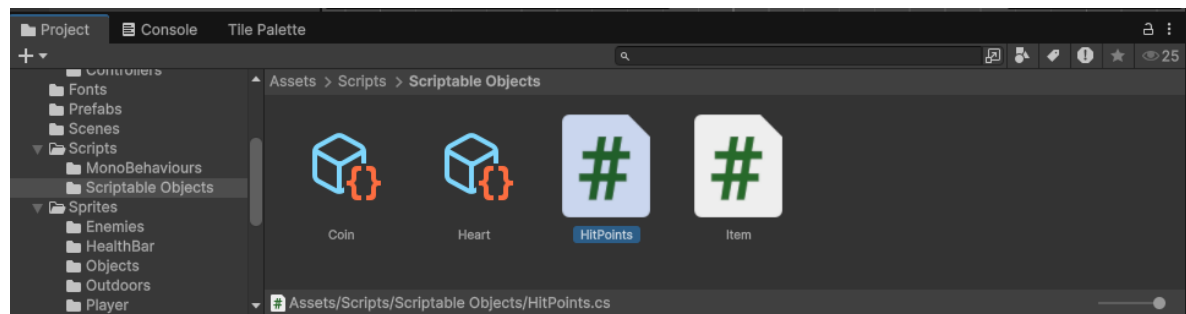 Project Console Tile Palette
25
Controllers
Fonts
Prefabs
Scenes
Scripts
MonoBehaviours
Scriptable Objects
Sprites
Enemies
HealthBar
Objects
Outdoors
Player
Assets > Scripts > Scriptable Objects
Coin Heart HitPoints Item
Assets/Scripts/Scriptable Objects/HitPoints.cs